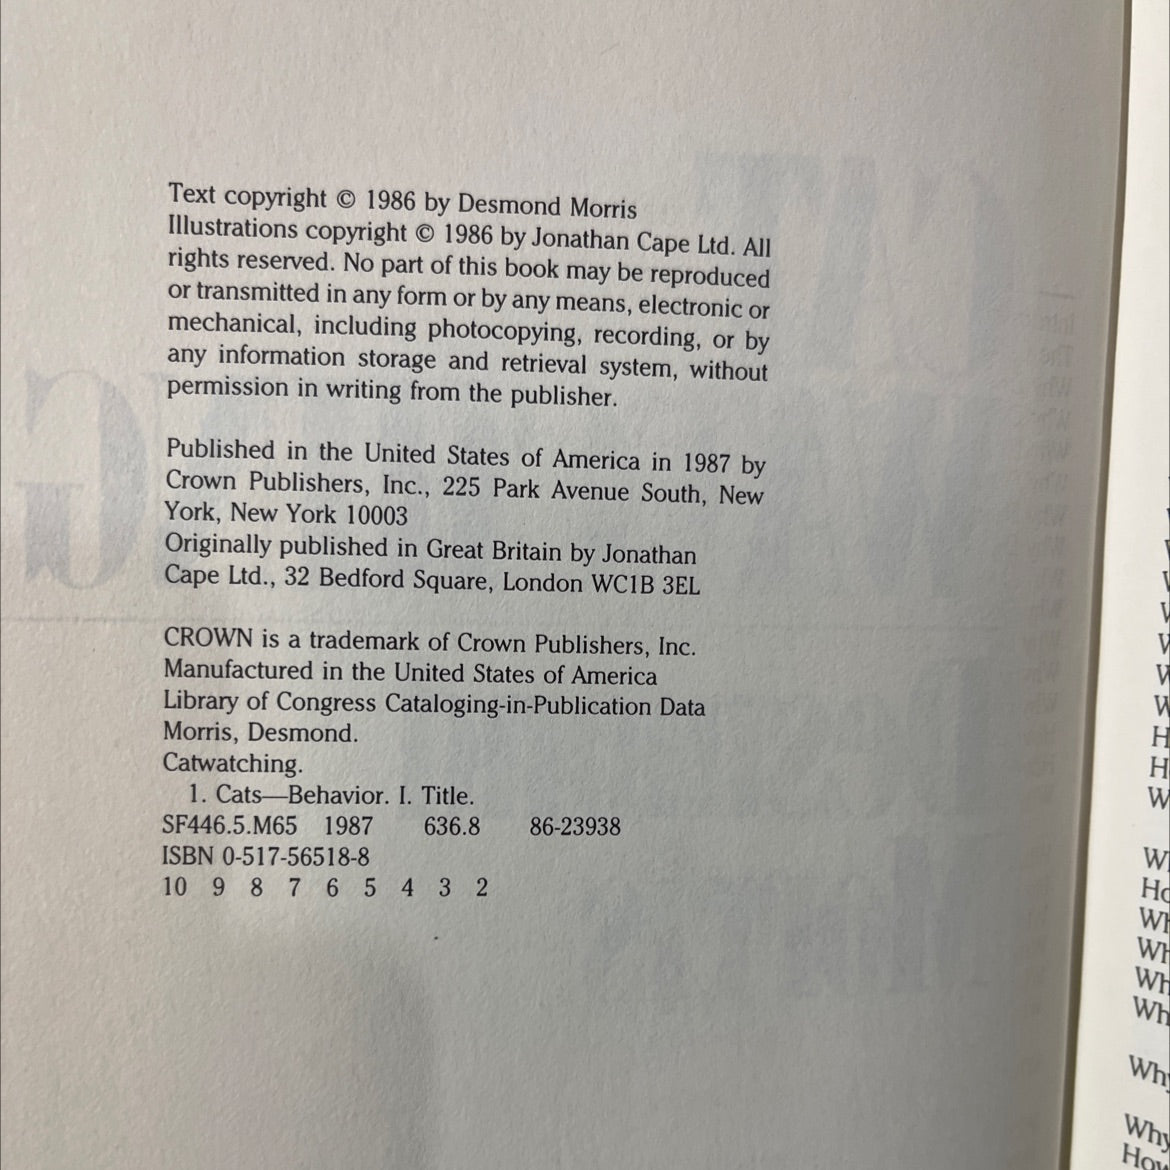 Text copyright © 1986 by Desmond Morris
Illustrations copyright © 1986 by Jonathan Cape Ltd. All
rights reserved. No part of this book may be reproduced
or transmitted in any form or by any means, electronic or
mechanical, including photocopying, recording, or by
any information storage and retrieval system, without
permission in writing from the publisher.
Published in the United States of America in 1987 by
Crown Publishers, Inc., 225 Park Avenue South, New
York, New York 10003
Originally published in Great Britain by Jonathan
Cape Ltd., 32 Bedford Square, London WC1B 3EL
CROWN is a trademark of Crown Publishers, Inc.
Manufactured in the United States of America
Library of Congress Cataloging-in-Publication Data
Morris, Desmond.
Catwatching.
1. Cats—Behavior. I. Title.
SF446.5.M65 1987 636.8 86-23938
ISBN 0-517-56518-8
10 9 8 7 6 5 4 3 2